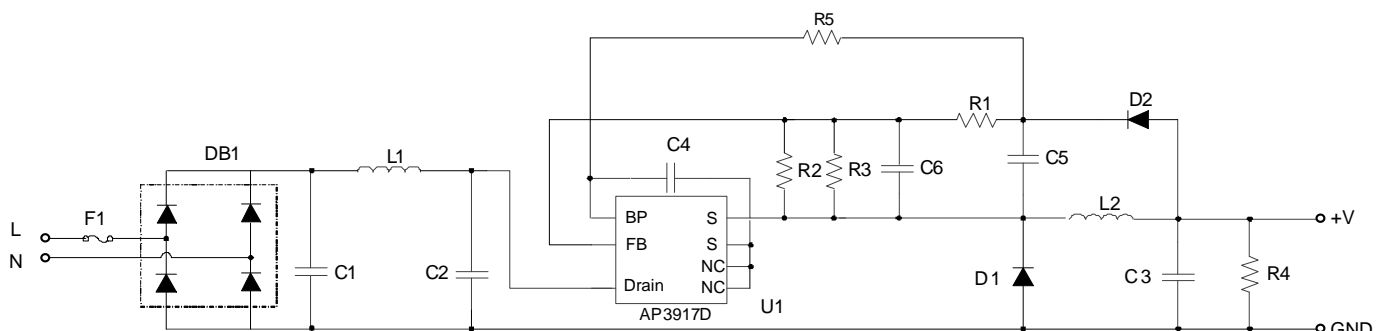 R5
R1
D2
DB1
L1
C4
R2
R3
C6
C5
L2
+V
BP
S
F1
L
FB
S
N
NC
C1
C2
D1
C3
R4
Drain
NC
U1
AP3917D
GND